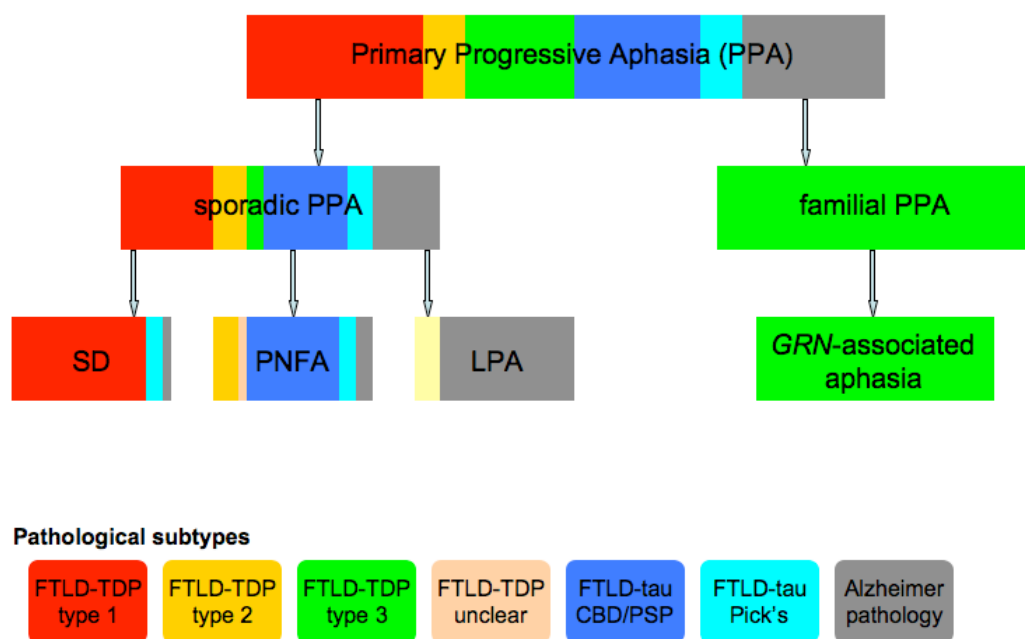 Primary Progressive Aphasia (PPA)
sporadic PPA
familial PPA
SD
PNFA
LPA
GRN-associated
aphasia
Pathological subtypes
FTLD-TDP
type 1
FTLD-TDP
type 2
FTLD-TDP
type 3
FTLD-TDP
unclear
FTLD-tau
CBD/PSP
FTLD-tau
Pick's
Alzheimer
pathology